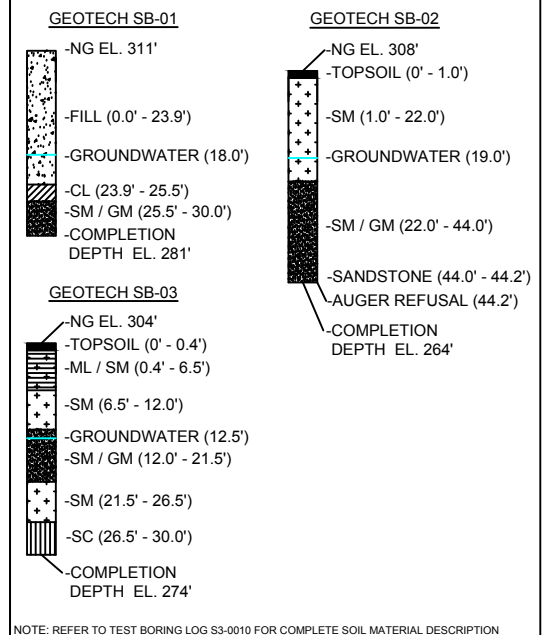 GEOTECH SB-01
-NG EL. 311'
-FILL (0.0' - 23.9')
-GROUNDWATER (18.0')
-CL (23.9' - 25.5')
-SM / GM (25.5' - 30.0')
-COMPLETION
DEPTH EL. 281'
GEOTECH SB-02
-NG EL. 308'
-TOPSOIL (0' - 1.0')
-SM (1.0' - 22.0')
-GROUNDWATER (19.0')
-SM / GM (22.0' - 44.0')
-SANDSTONE (44.0' - 44.2')
-AUGER REFUSAL (44.2')
-COMPLETION
DEPTH EL. 264'
GEOTECH SB-03
-NG EL. 304'
-TOPSOIL (0' - 0.4')
-ML / SM (0.4' - 6.5')
-SM (6.5' - 12.0')
-GROUNDWATER (12.5')
-SM / GM (12.0' - 21.5')
-SM (21.5' - 26.5')
-SC (26.5' - 30.0')
-COMPLETION
DEPTH EL. 274'
NOTE: REFER TO TEST BORING LOG S3-0010 FOR COMPLETE SOIL MATERIAL DESCRIPTION